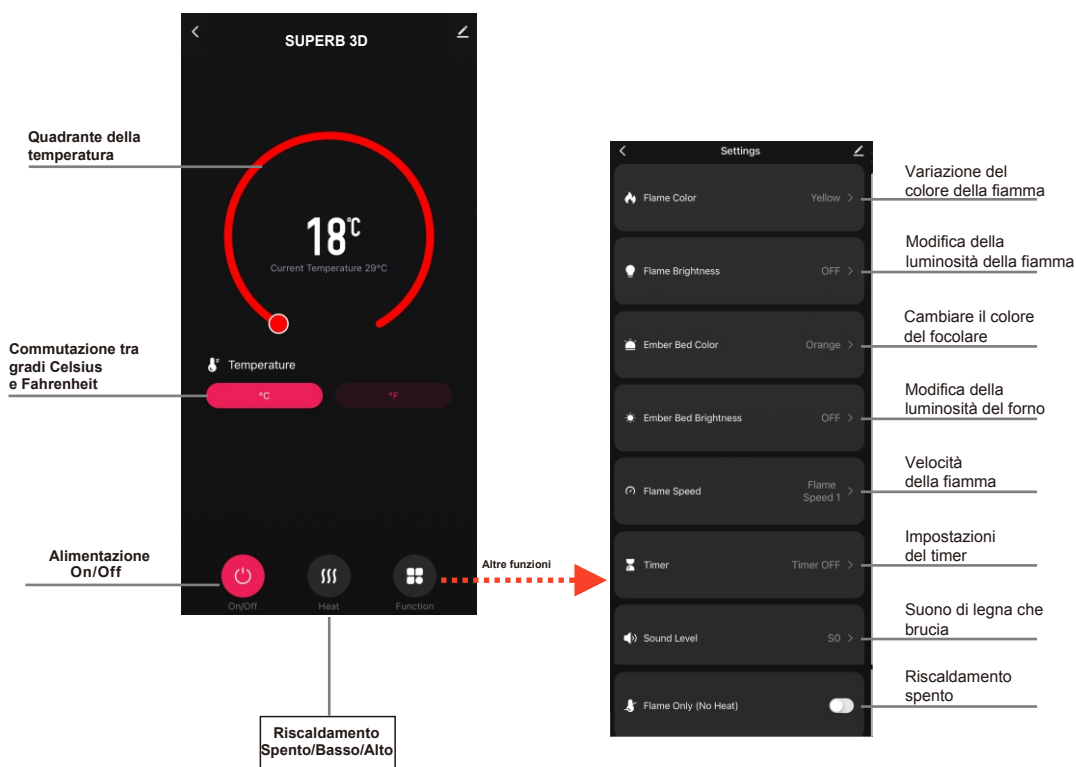 SUPERB 3D
Quadrante della
temperatura
18°C
Current Temperature 29°C
Commutazione tra
gradi Celsius
e Fahrenheit
Temperature
°C
°F
Alimentazione
On/Off
On/Off
Heat
Function
Altre funzioni
Riscaldamento
Spento/Basso/Alto
Settings
Flame Color
Yellow
Variazione del
colore della fiamma
Flame Brightness
OFF
Modifica della
luminosità della fiamma
Ember Bed Color
Orange
Cambiare il colore
del focolare
Ember Bed Brightness
OFF
Modifica della
luminosità del forno
Flame Speed
Flame
Speed 1
Velocità
della fiamma
Timer
Timer OFF
Impostazioni
del timer
Sound Level
S0
Suono di legna che
brucia
Flame Only (No Heat)
Riscaldamento
spento